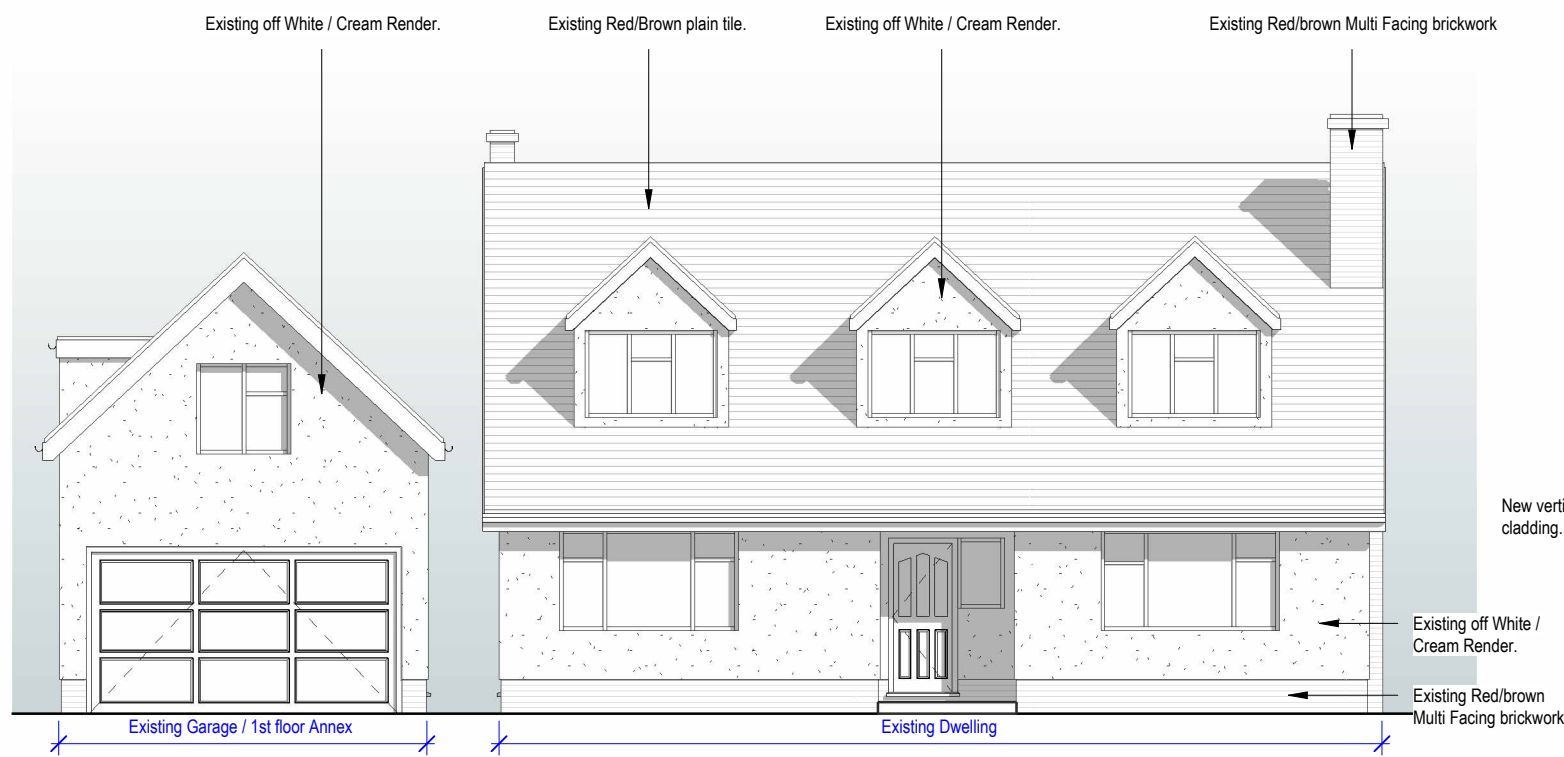 Existing off White / Cream Render.
Existing Red/Brown plain tile.
Existing off White / Cream Render.
Existing Red/brown Multi Facing brickwork
New verti
cladding.
Existing off White /
Cream Render.
Existing Red/brown
Multi Facing brickwork
Existing Garage / 1st floor Annex
Existing Dwelling